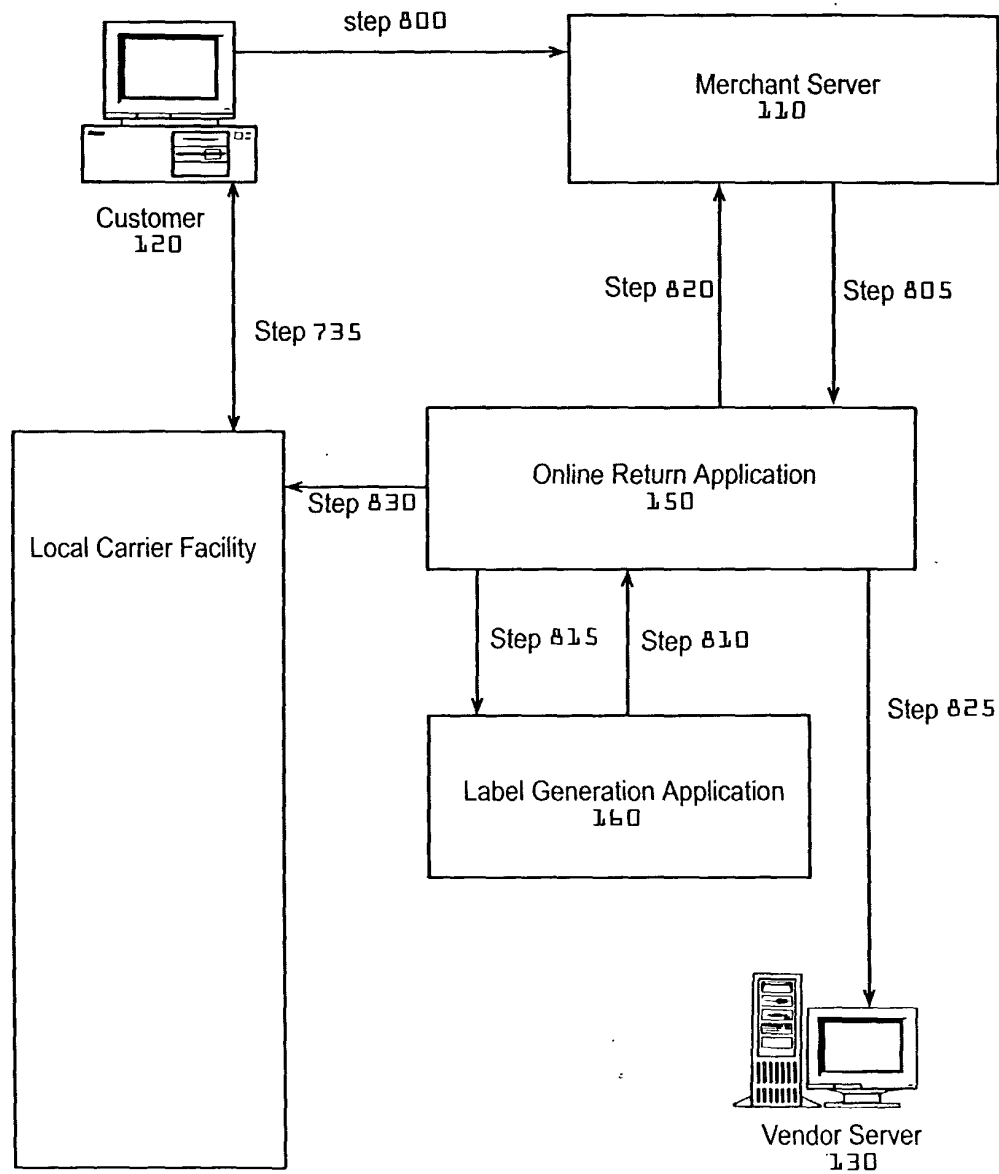 step 800
Merchant Server
110
Customer
120
Step 820
Step 805
Step 735
Online Return Application
150
Step 830
Local Carrier Facility
Step 815
Step 810
Step 825
Label Generation Application
160
Vendor Server
130